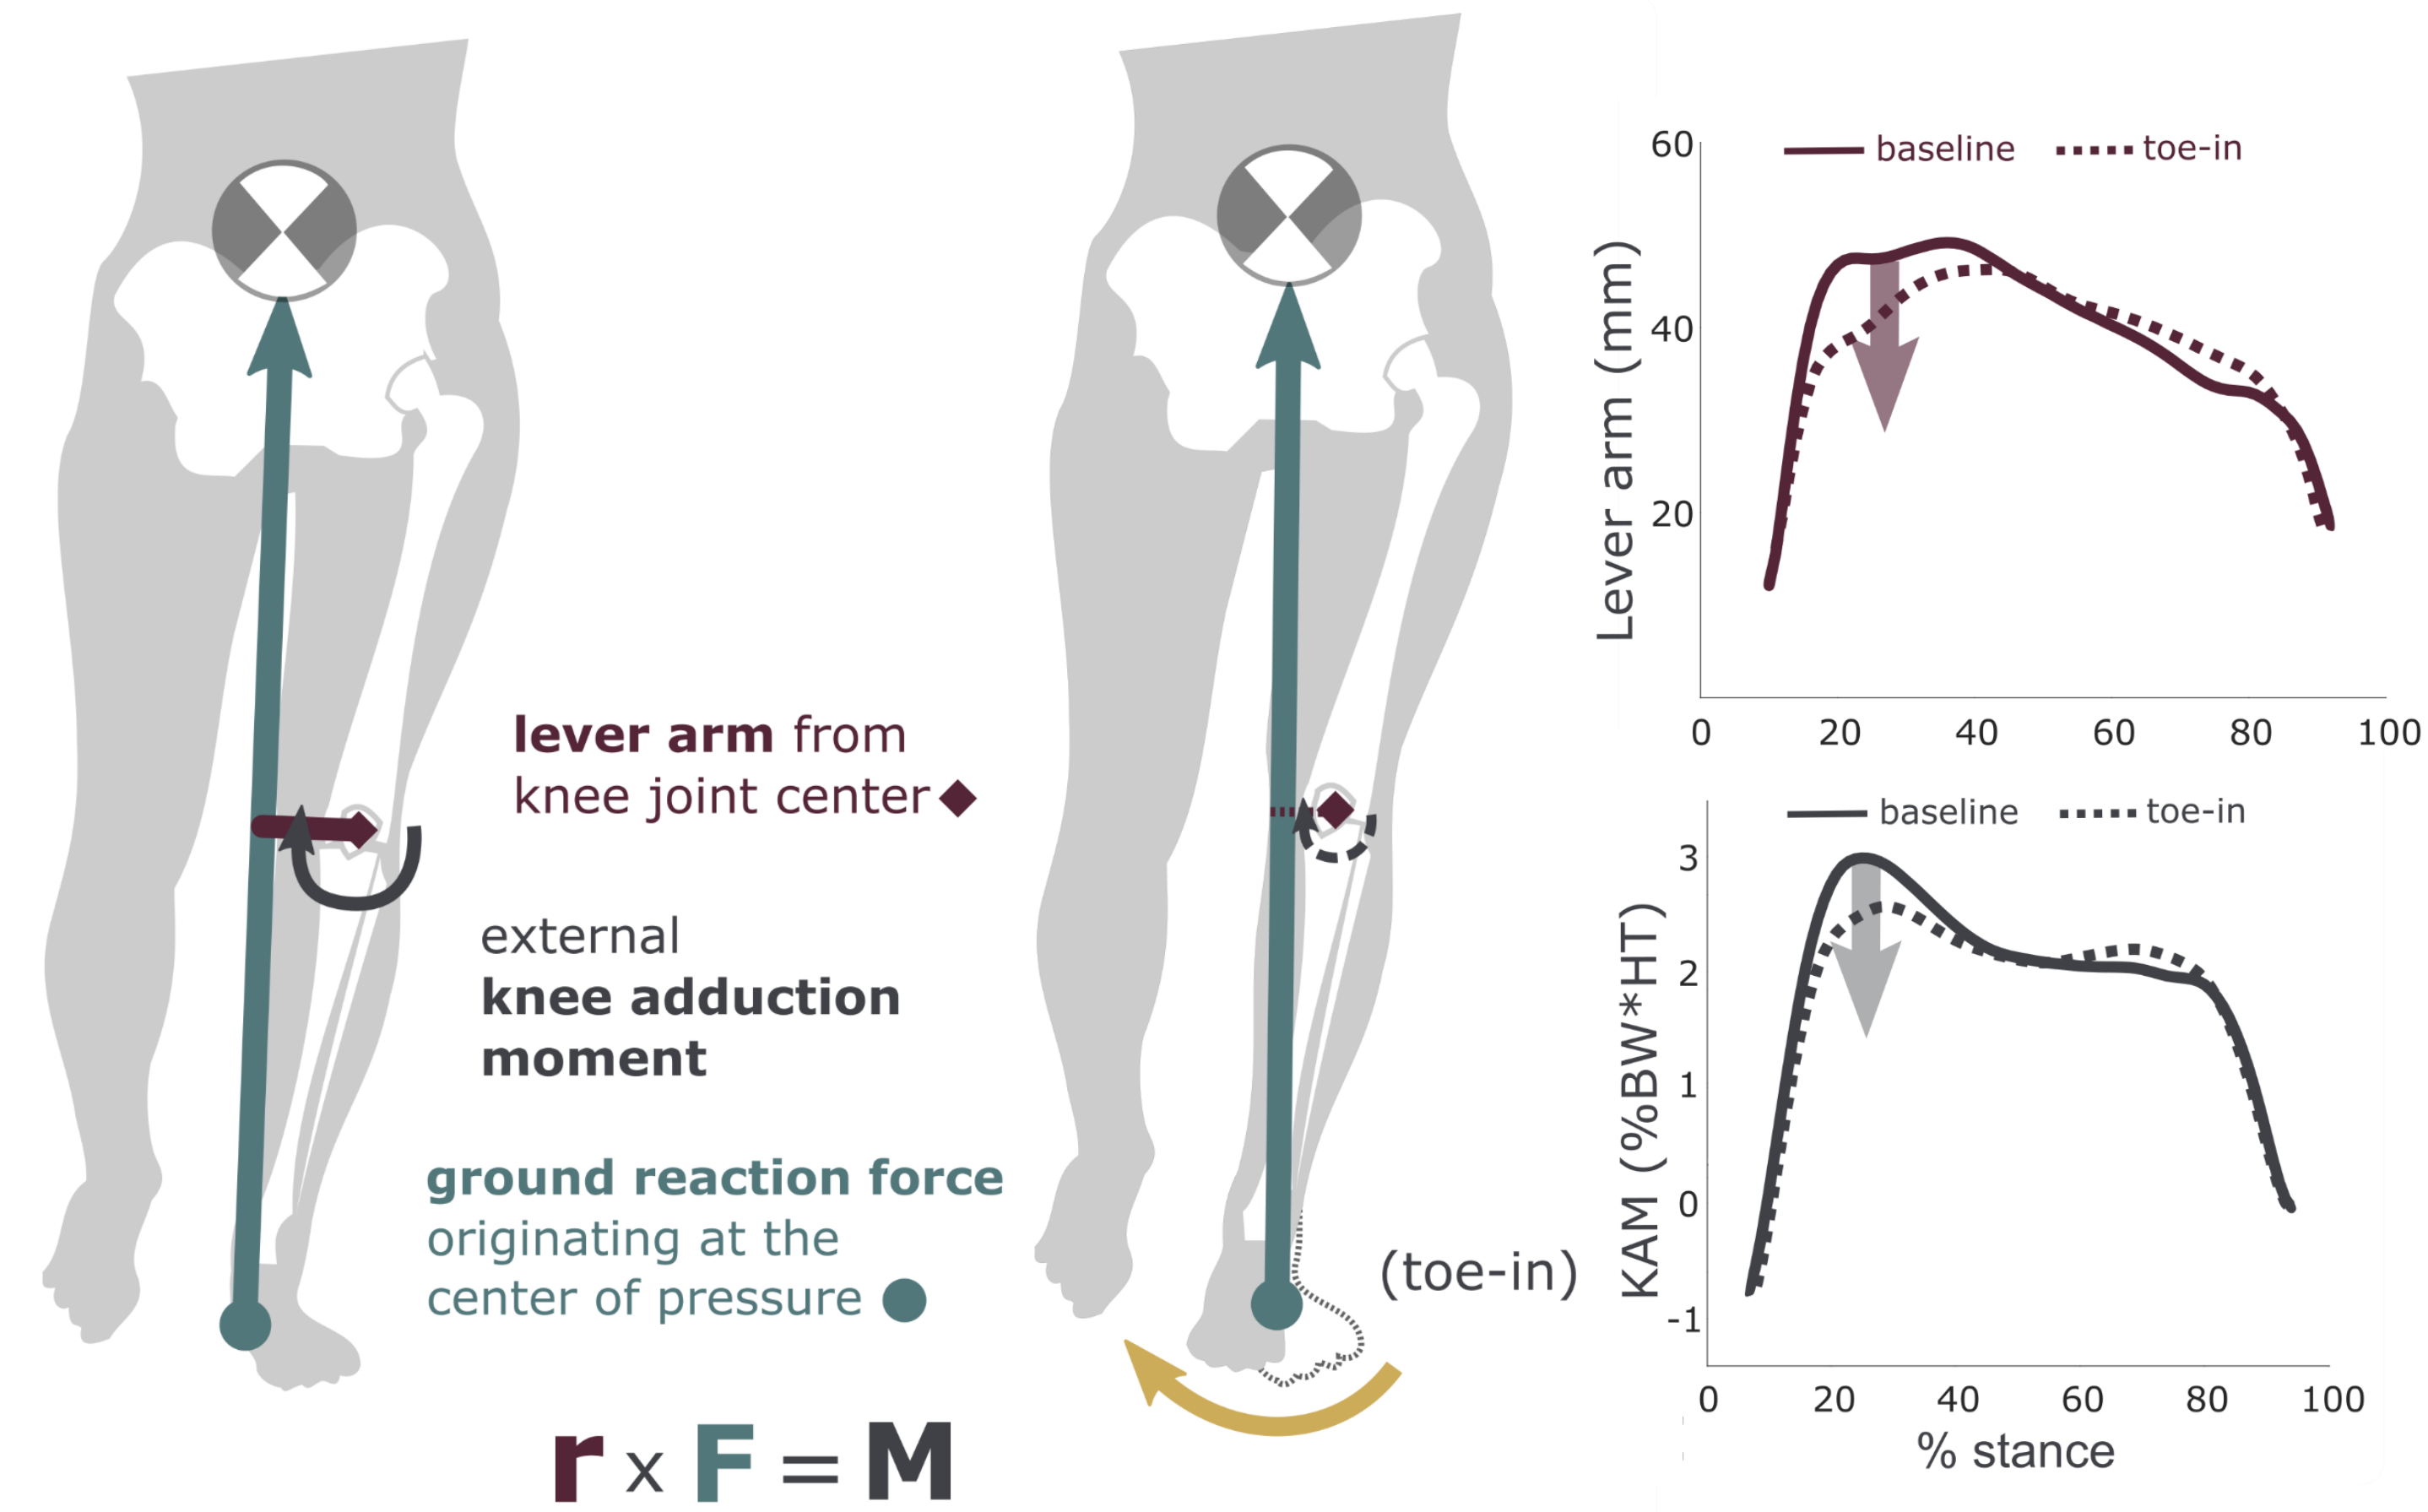 lever arm from
knee joint center
external
knee adduction
moment
ground reaction force
originating at the
center of pressure
r x F = M
(toe-in)
baseline toe-in
Lever arm (mm)
60
40
20
0 20 40 60 80 100
baseline toe-in
KAM (%BW*HT)
3
2
1
0
-1
0 20 40 60 80 100
% stance